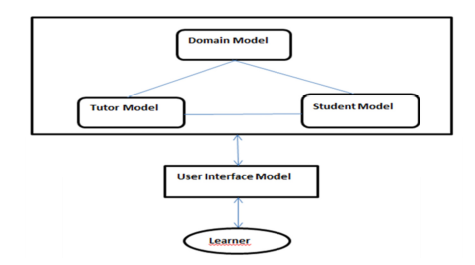 Domain Model
Tutor Model
Student Model
User Interface Model
Learner